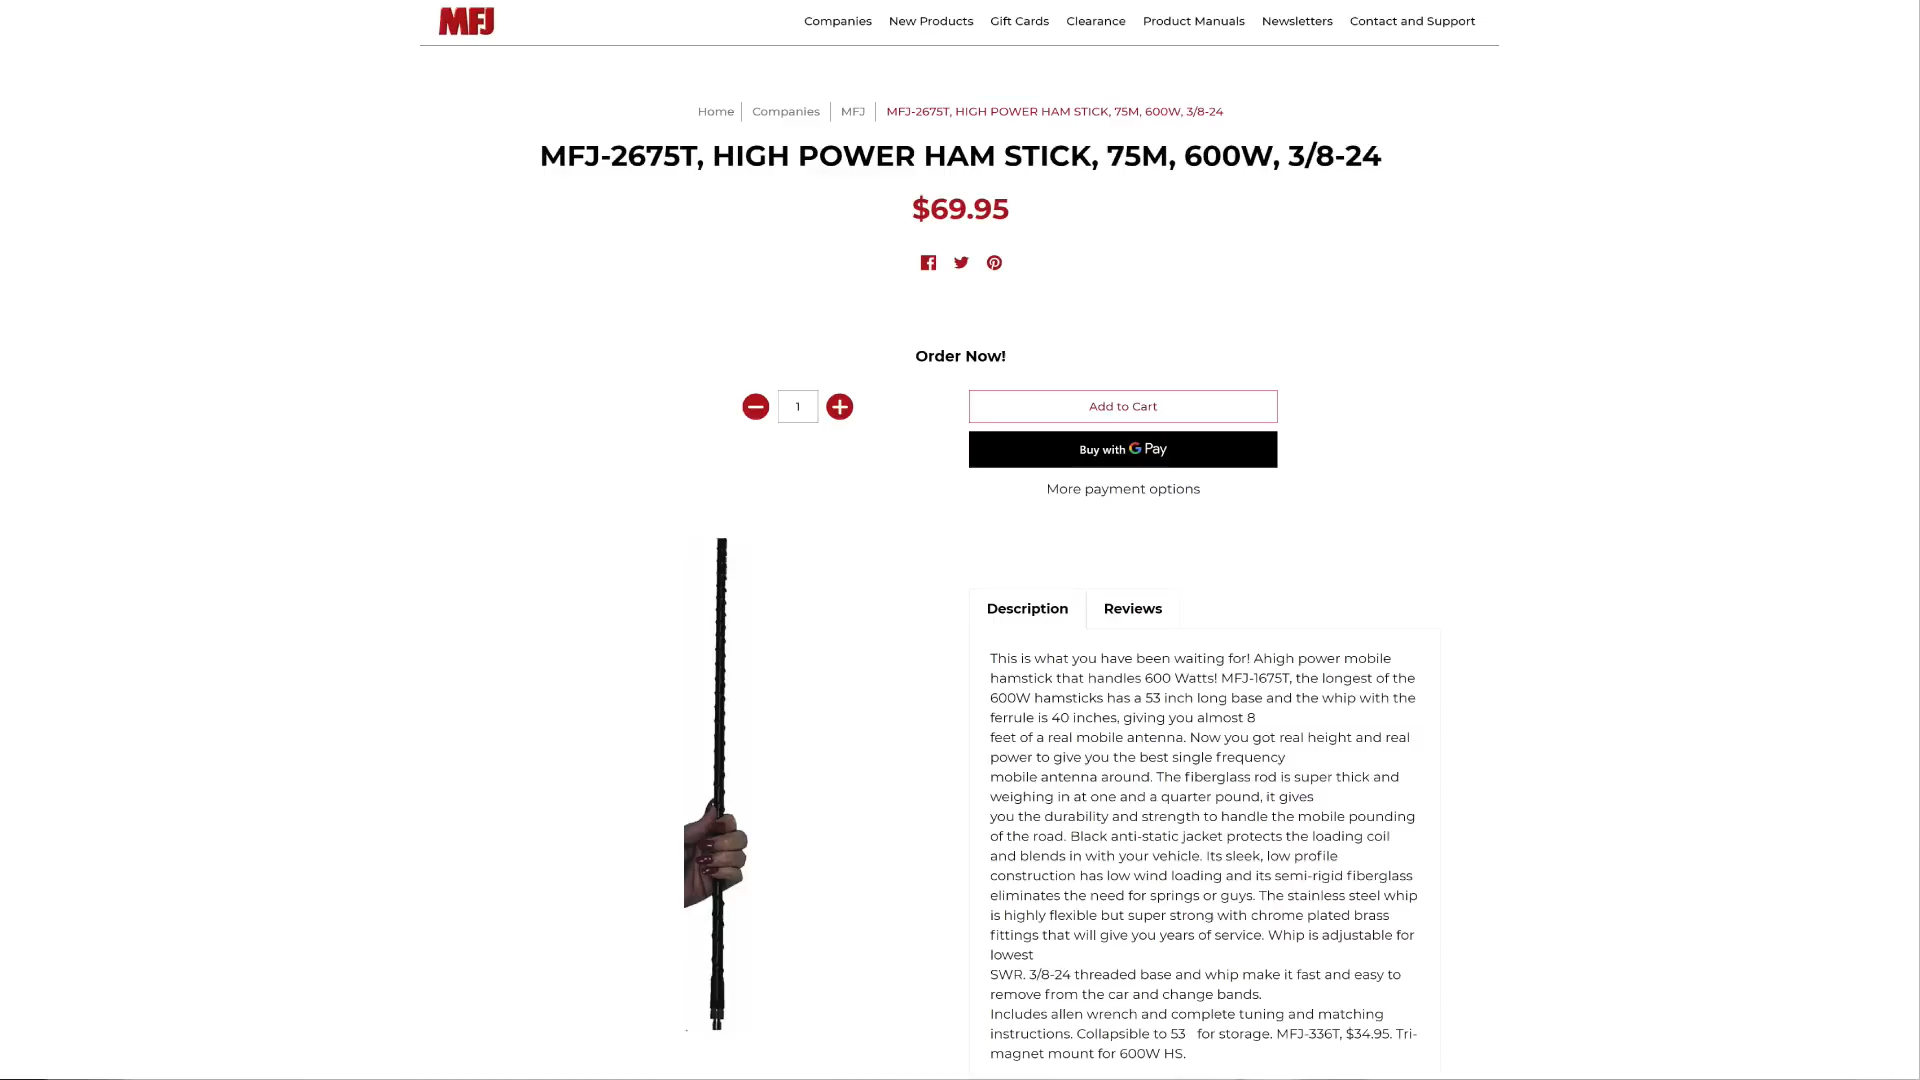 MFJ
Companies New Products Gift Cards Clearance Product Manuals Newsletters Contact and Support
Home Companies MFJ MFJ-2675T, HIGH POWER HAM STICK, 75M, 600W, 3/8-24
MFJ-2675T, HIGH POWER HAM STICK, 75M, 600W, 3/8-24
$69.95
Order Now!
1 Add to Cart
Buy with G Pay
More payment options
Description Reviews
This is what you have been waiting for! Ahigh power mobile
hamstick that handles 600 Watts! MFJ-1675T, the longest of the
600W hamsticks has a 53 inch long base and the whip with the
ferrule is 40 inches, giving you almost 8
feet of a real mobile antenna. Now you got real height and real
power to give you the best single frequency
mobile antenna around. The fiberglass rod is super thick and
weighing in at one and a quarter pound, it gives
you the durability and strength to handle the mobile pounding
of the road. Black anti-static jacket protects the loading coil
and blends in with your vehicle. Its sleek, low profile
construction has low wind loading and its semi-rigid fiberglass
eliminates the need for springs or guys. The stainless steel whip
is highly flexible but super strong with chrome plated brass
fittings that will give you years of service. Whip is adjustable for
lowest
SWR. 3/8-24 threaded base and whip make it fast and easy to
remove from the car and change bands.
Includes allen wrench and complete tuning and matching
instructions. Collapsible to 53 for storage. MFJ-336T, $34.95. Tri-
magnet mount for 600W HS.